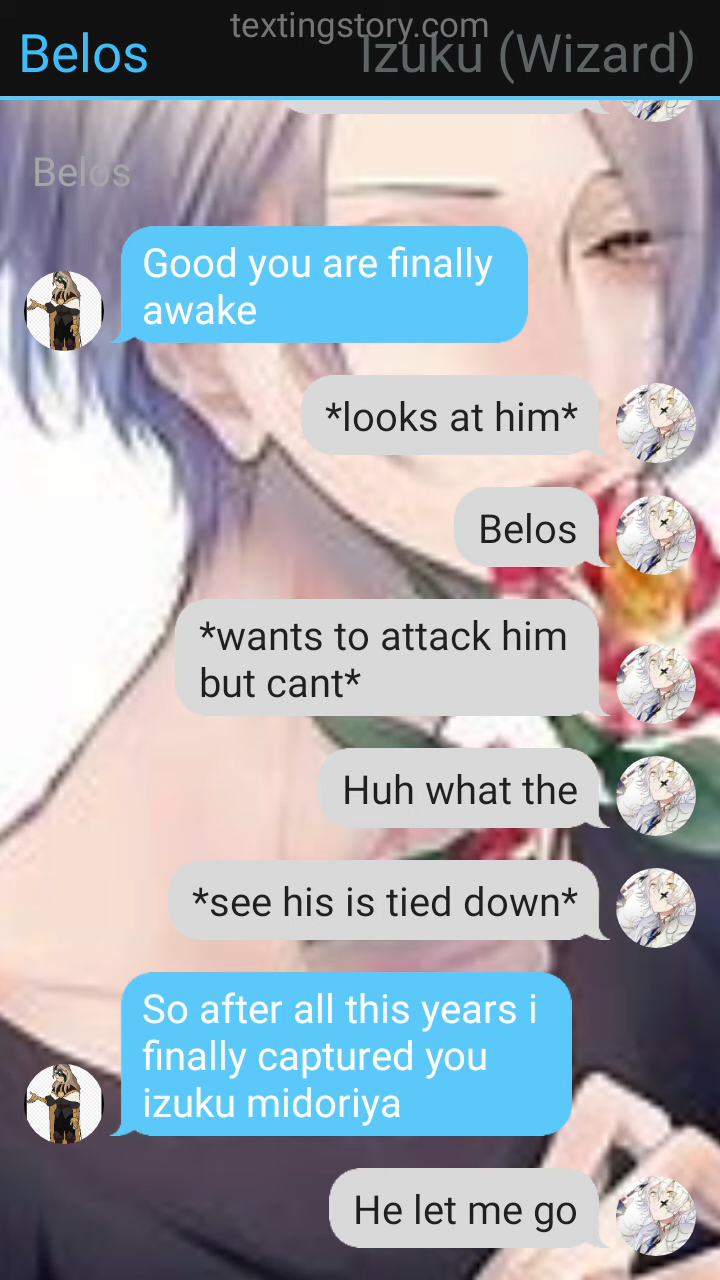 textingstory.com
Belos
Izuku (Wizard)
Belos
Good you are finally
awake
*looks at him*
Belos
*wants to attack him
but cant*
Huh what the
*see his is tied down*
So after all this years i
finally captured you
izuku midoriya
He let me go